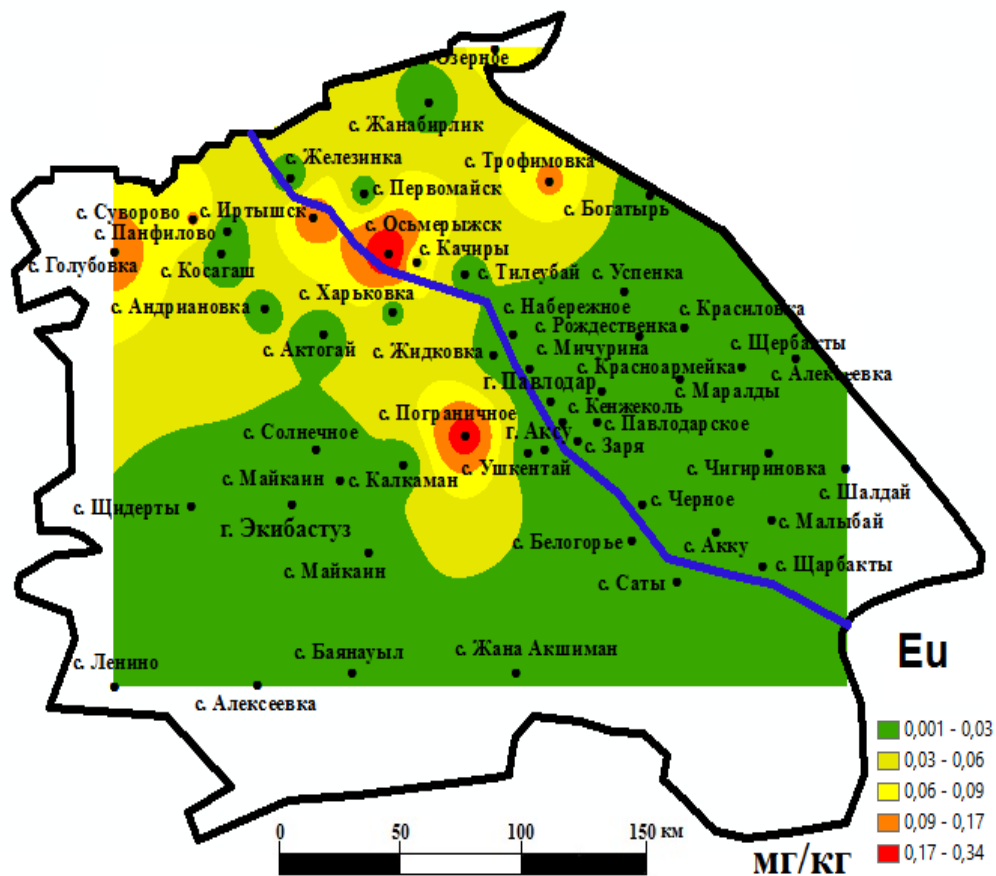 с. Озерное
с. Жанабирлик
с. Железинка
с. Трофимовка
с. Первомайск
с. Богатырь
с. Суворово
с. Иртышск
с. Панфилово
с. Осьмерыжск
с. Качиры
с. Голубовка
с. Косагаш
с. Тилеубай
с. Успенка
с. Андриановка
с. Харьковка
с. Набережное
с. Красиловка
с. Рождественка
с. Актогай
с. Жидковка
с. Мичурина
с. Щербакты
с. Красноармейка
с. Алексеевка
г. Павлодар
с. Маралды
с. Пограничное
с. Кенжеколь
с. Солнечное
г. Аксу
с. Павлодарское
с. Заря
с. Ушкентай
с. Чигириновка
с. Майкаин
с. Калкаман
с. Шалдай
с. Щидерты
с. Черное
г. Экибастуз
с. Малыбай
с. Белогорье
с. Акку
с. Майкаин
с. Щарбакты
с. Саты
с. Баянауыл
с. Жана Акшиман
Eu
с. Ленино
с. Алексеевка
0,001 - 0,03
0,03 - 0,06
0,06 - 0,09
0,09 - 0,17
0,17 - 0,34
0 50 100 150 км
мг/кг